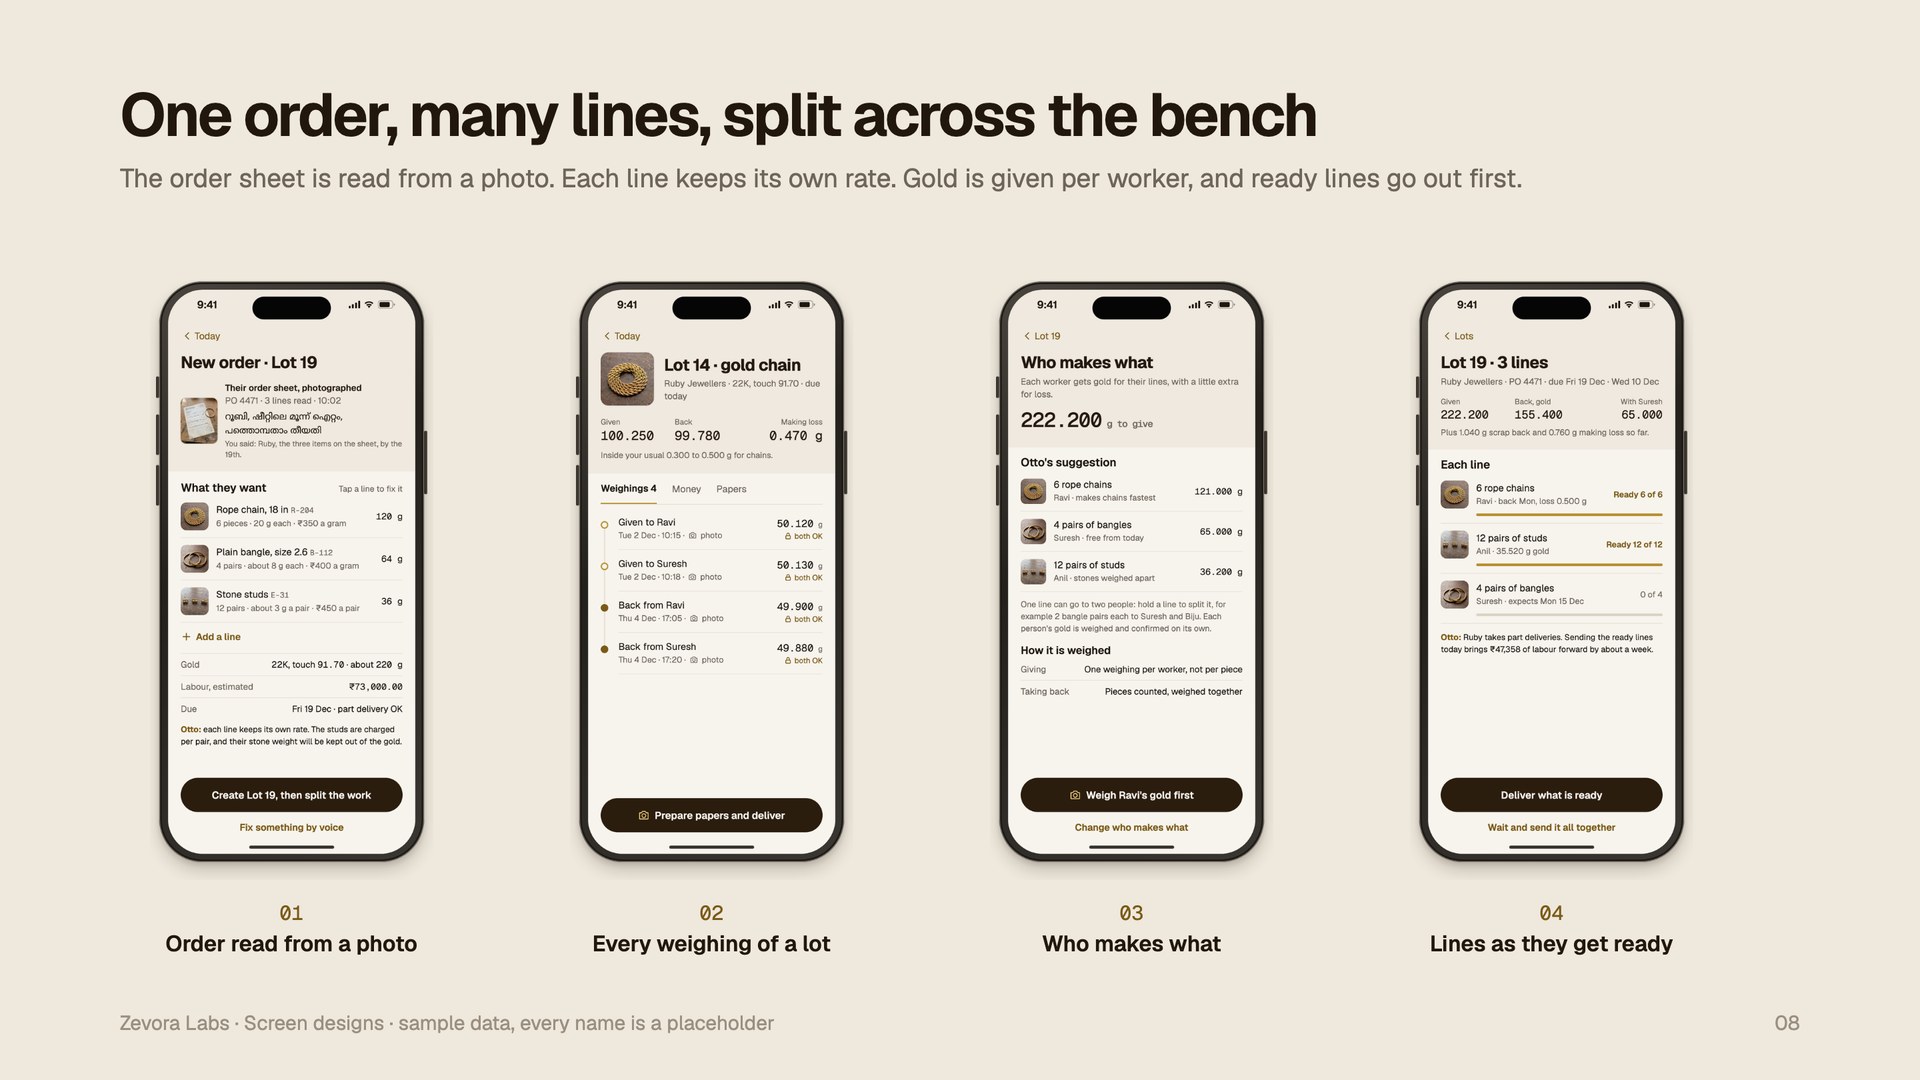 One order, many lines, split across the bench
The order sheet is read from a photo. Each line keeps its own rate. Gold is given per worker, and ready lines go out first.
9:41
Today
New order · Lot 19
Their order sheet, photographed
PO 4471 · 3 lines read · 10:02
റൂബി, ഷീറ്റിലെ മൂന്ന് ഐറ്റം,
പത്തൊമ്പതാം തീയതി
You said: Ruby, the three items on the sheet, by the
19th.
What they want
Tap a line to fix it
Rope chain, 18 in R-204
6 pieces · 20 g each · ₹350 a gram
120 g
Plain bangle, size 2.6 B-112
4 pairs · about 8 g each · ₹400 a gram
64 g
Stone studs E-31
12 pairs · about 3 g a pair · ₹450 a pair
36 g
+ Add a line
Gold
22K, touch 91.70 · about 220 g
Labour, estimated
₹73,000.00
Due
Fri 19 Dec · part delivery OK
Otto: each line keeps its own rate. The studs are charged
per pair, and their stone weight will be kept out of the gold.
Create Lot 19, then split the work
Fix something by voice
01
Order read from a photo
9:41
Today
Lot 14 · gold chain
Ruby Jewellers · 22K, touch 91.70 · due
today
Given
Back
Making loss
100.250
99.780
0.470 g
Inside your usual 0.300 to 0.500 g for chains.
Weighings 4
Money
Papers
Given to Ravi
50.120 g
Tue 2 Dec · 10:15 · photo
both OK
Given to Suresh
50.130 g
Tue 2 Dec · 10:18 · photo
both OK
Back from Ravi
49.900 g
Thu 4 Dec · 17:05 · photo
both OK
Back from Suresh
49.880 g
Thu 4 Dec · 17:20 · photo
both OK
Prepare papers and deliver
02
Every weighing of a lot
9:41
Lot 19
Who makes what
Each worker gets gold for their lines, with a little extra
for loss.
222.200 g to give
Otto's suggestion
6 rope chains
Ravi · makes chains fastest
121.000 g
4 pairs of bangles
Suresh · free from today
65.000 g
12 pairs of studs
Anil · stones weighed apart
36.200 g
One line can go to two people: hold a line to split it, for
example 2 bangle pairs each to Suresh and Biju. Each
person's gold is weighed and confirmed on its own.
How it is weighed
Giving
One weighing per worker, not per piece
Taking back
Pieces counted, weighed together
Weigh Ravi's gold first
Change who makes what
03
Who makes what
9:41
Lots
Lot 19 · 3 lines
Ruby Jewellers · PO 4471 · due Fri 19 Dec · Wed 10 Dec
Given
Back, gold
With Suresh
222.200
155.400
65.000
Plus 1.040 g scrap back and 0.760 g making loss so far.
Each line
6 rope chains
Ravi · back Mon, loss 0.500 g
Ready 6 of 6
12 pairs of studs
Anil · 35.520 g gold
Ready 12 of 12
4 pairs of bangles
Suresh · expects Mon 15 Dec
0 of 4
Otto: Ruby takes part deliveries. Sending the ready lines
today brings ₹47,358 of labour forward by about a week.
Deliver what is ready
Wait and send it all together
04
Lines as they get ready
Zevora Labs · Screen designs · sample data, every name is a placeholder
08